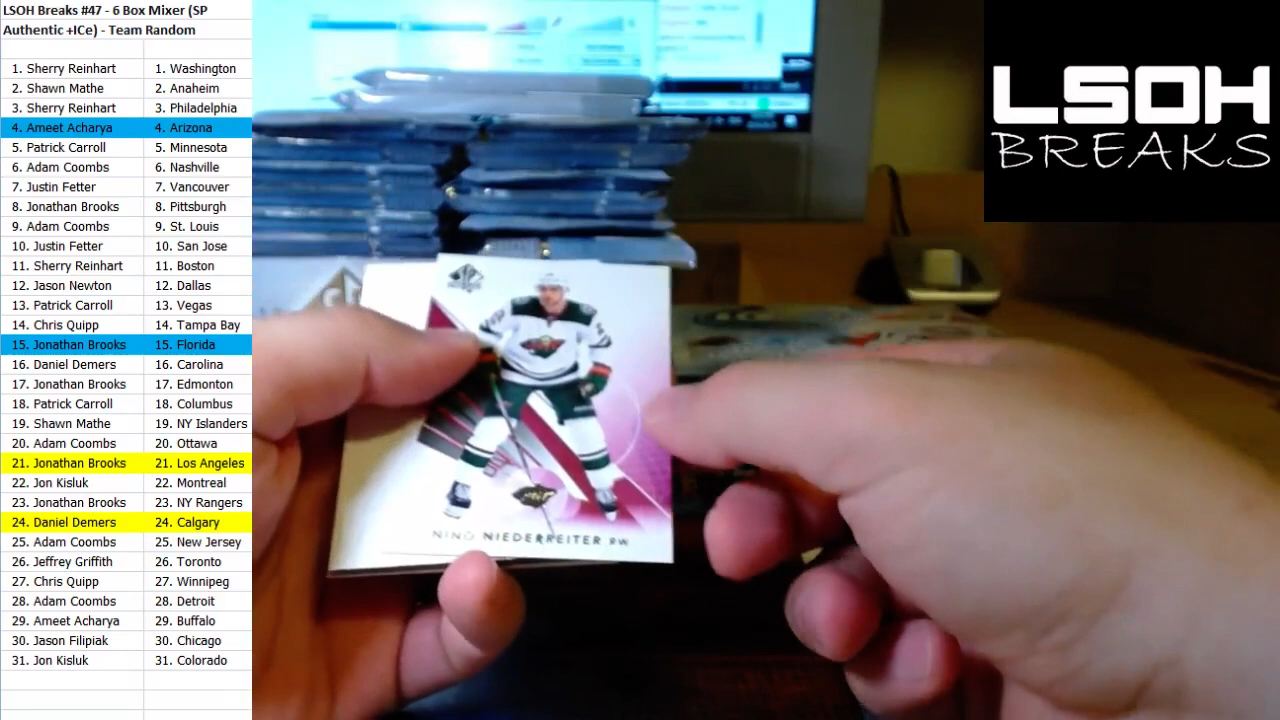 LSOH Breaks #47 - 6 Box Mixer (SP
Authentic +ICe) - Team Random
1. Sherry Reinhart 1. Washington
2. Shawn Mathe 2. Anaheim
3. Sherry Reinhart 3. Philadelphia
4. Ameet Acharya 4. Arizona
5. Patrick Carroll 5. Minnesota
6. Adam Coombs 6. Nashville
7. Justin Fetter 7. Vancouver
8. Jonathan Brooks 8. Pittsburgh
9. Adam Coombs 9. St. Louis
10. Justin Fetter 10. San Jose
11. Sherry Reinhart 11. Boston
12. Jason Newton 12. Dallas
13. Patrick Carroll 13. Vegas
14. Chris Quipp 14. Tampa Bay
15. Jonathan Brooks 15. Florida
16. Daniel Demers 16. Carolina
17. Jonathan Brooks 17. Edmonton
18. Patrick Carroll 18. Columbus
19. Shawn Mathe 19. NY Islanders
20. Adam Coombs 20. Ottawa
21. Jonathan Brooks 21. Los Angeles
22. Jon Kisluk 22. Montreal
23. Jonathan Brooks 23. NY Rangers
24. Daniel Demers 24. Calgary
25. Adam Coombs 25. New Jersey
26. Jeffrey Griffith 26. Toronto
27. Chris Quipp 27. Winnipeg
28. Adam Coombs 28. Detroit
29. Ameet Acharya 29. Buffalo
30. Jason Filipiak 30. Chicago
31. Jon Kisluk 31. Colorado
LSOH
BREAKS
NINO NIEDERREITER RW